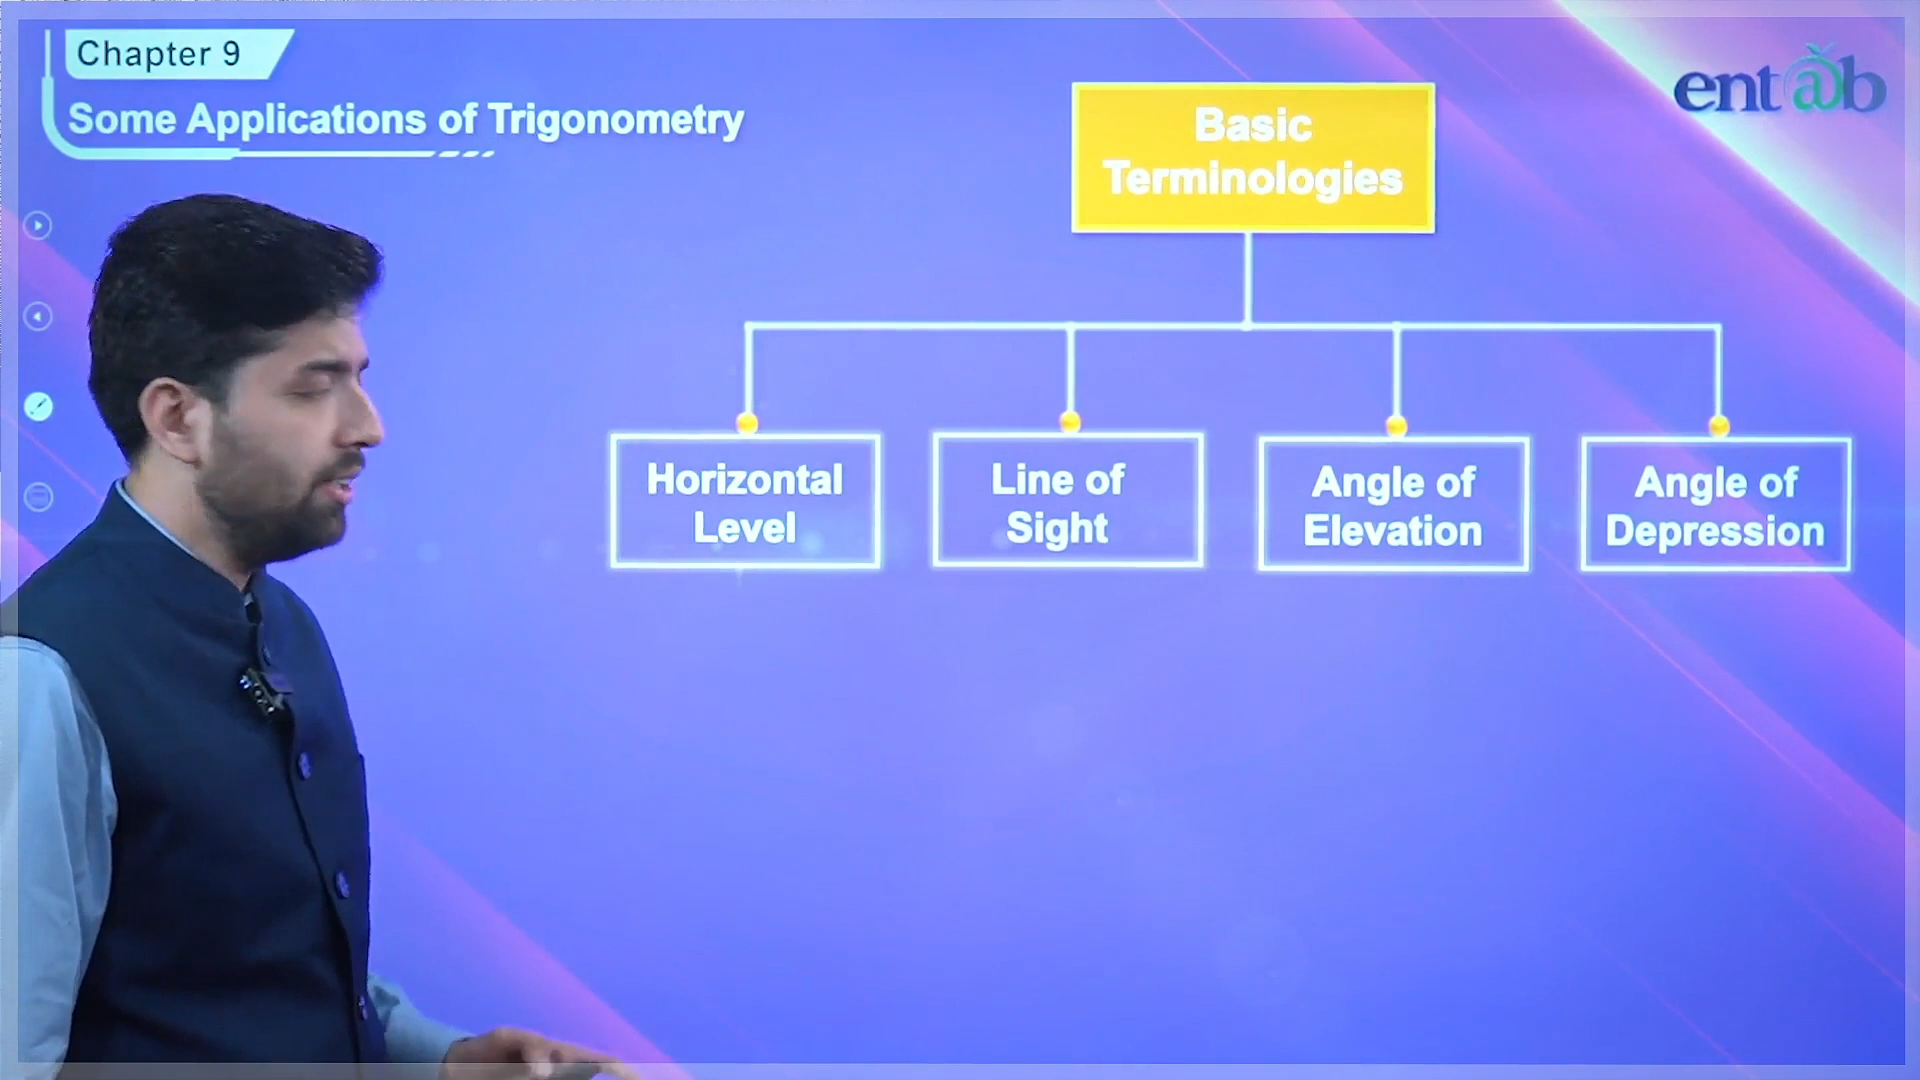 Chapter 9
Some Applications of Trigonometry
entab
Basic
Terminologies
Horizontal
Level
Line of
Sight
Angle of
Elevation
Angle of
Depression